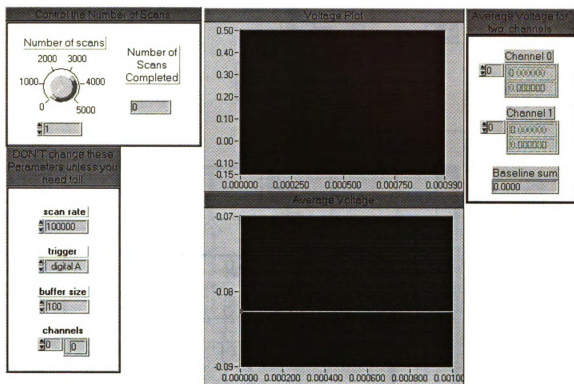 Control the Number of Scans
Number of scans
2000 3000
1000 4000
0 5000
1
Number of
Scans
Completed
0
DON'T change these
Parameters unless you
need to!!
scan rate
100000
trigger
digital A
buffer size
100
channels
0 0
Voltage Plot
0.50
0.40
0.30
0.20
0.10
0.00
-0.10
-0.15
0.000000 0.000250 0.000500 0.000750 0.000990
Average Voltage
-0.07
-0.08
-0.09
0.000000 0.000200 0.000400 0.000600 0.000800 0.00100
Average Voltage for
two channels
Channel 0
0 0.000000
0.000000
Channel 1
0 0.000000
0.000000
Baseline sum
0.0000